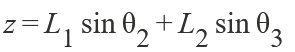 z = L₁ sin θ₂ + L₂ sin θ₃